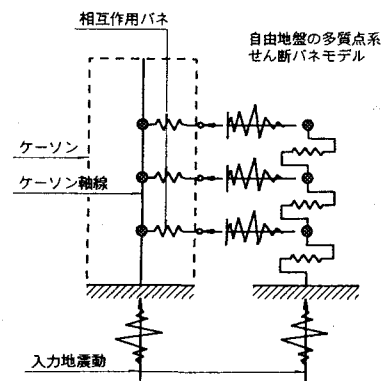 相互作用バネ
自由地盤の多質点系
せん断バネモデル
ケーソン
ケーソン軸線
入力地震動